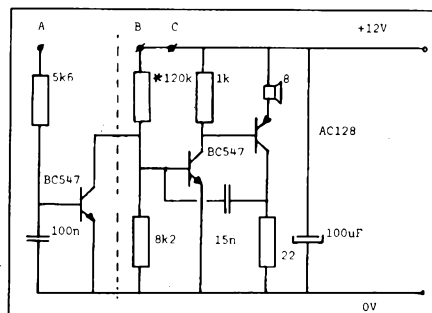 A
B
C
+12V
5k6
*120k
1k
8
AC128
BC547
BC547
100n
8k2
15n
22
100uF
0V